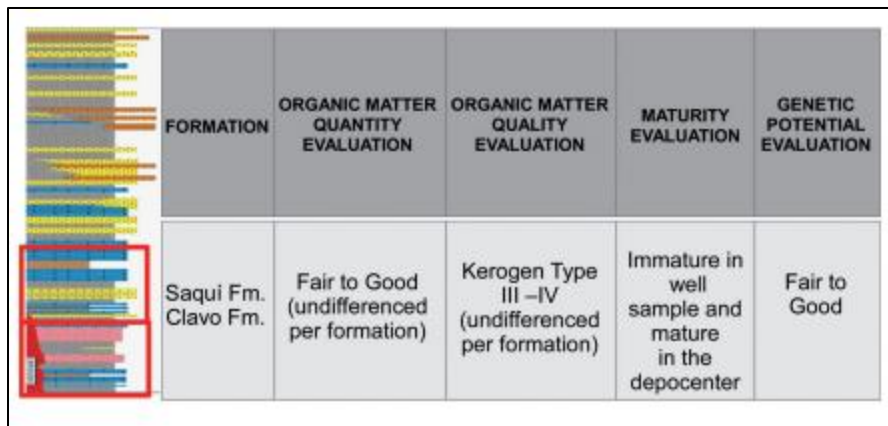 FORMATION
ORGANIC MATTER
QUANTITY
EVALUATION
ORGANIC MATTER
QUALITY
EVALUATION
MATURITY
EVALUATION
GENETIC
POTENTIAL
EVALUATION
Saqui Fm.
Clavo Fm.
Fair to Good
(undifferenced
per formation)
Kerogen Type
III –IV
(undifferenced
per formation)
Immature in
well
sample and
mature
in the
depocenter
Fair to
Good